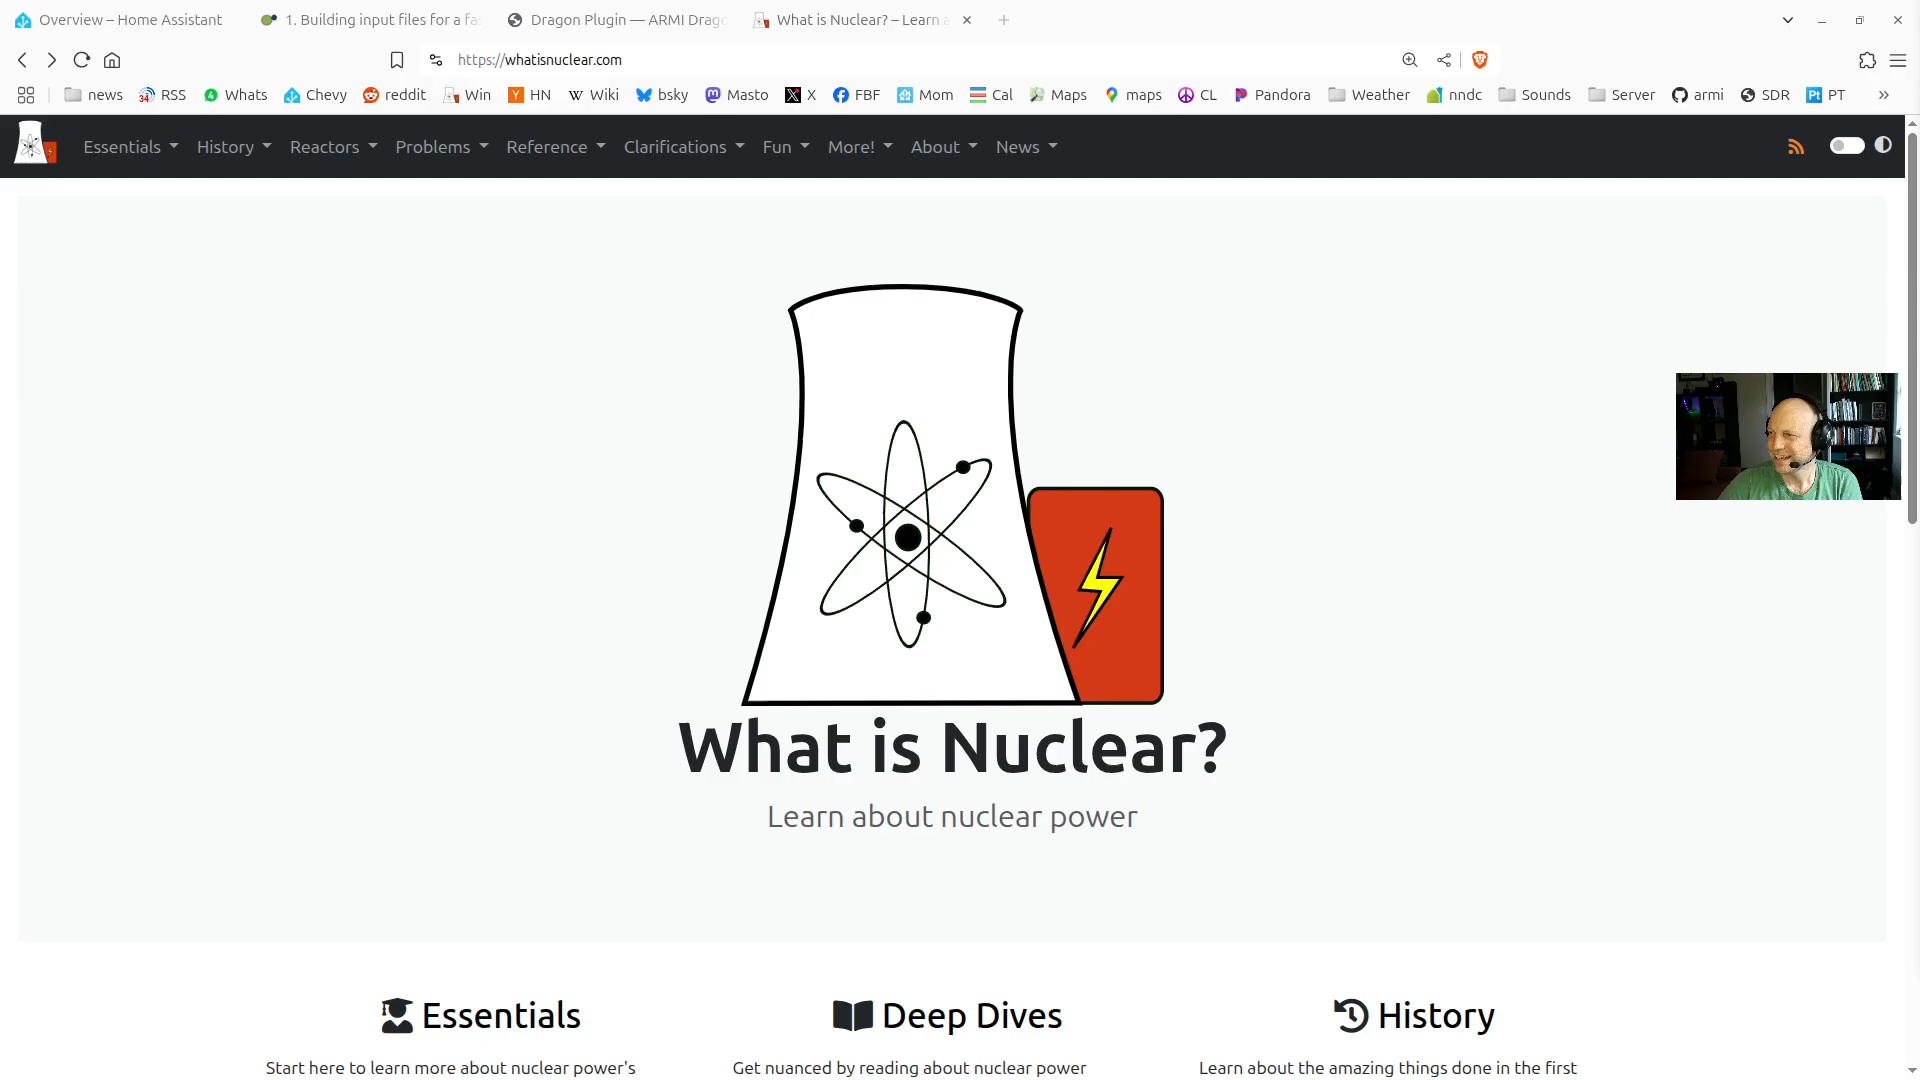 Overview – Home Assistant
1. Building input files for a fa
Dragon Plugin — ARMI Drago
What is Nuclear? – Learn a
https://whatisnuclear.com
news 34 RSS 4 Whats Chevy reddit Win Y HN W Wiki bsky Masto X FBF Mom Cal Maps maps CL Pandora Weather nndc Sounds Server armi SDR Pt PT
Essentials History Reactors Problems Reference Clarifications Fun More! About News
What is Nuclear?
Learn about nuclear power
Essentials
Start here to learn more about nuclear power's
Deep Dives
Get nuanced by reading about nuclear power
History
Learn about the amazing things done in the first